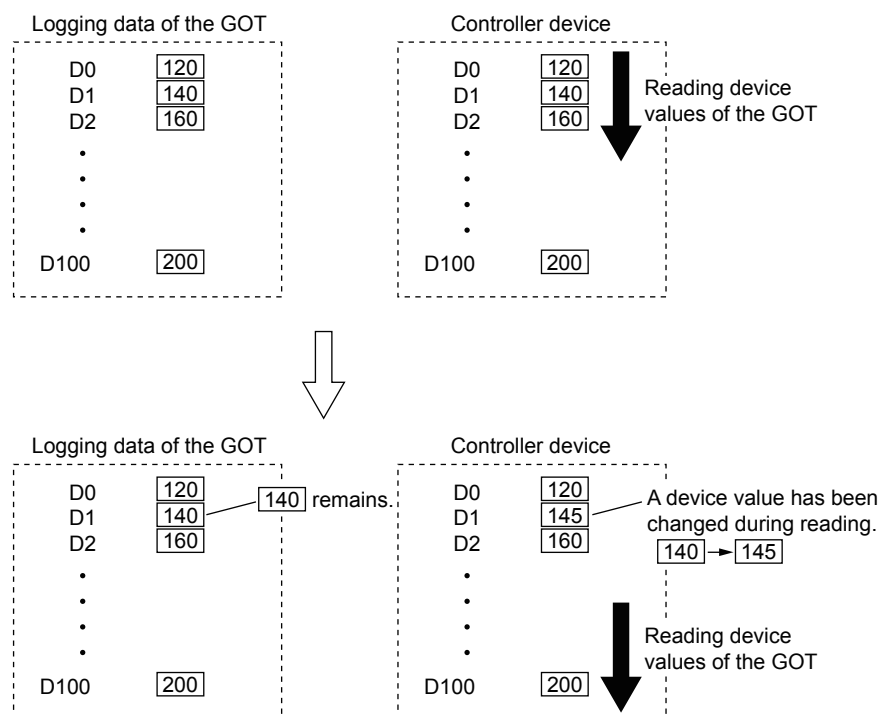 Logging data of the GOT
D0 120
D1 140
D2 160
D100 200
Controller device
D0 120
D1 140
D2 160
D100 200
Reading device
values of the GOT
Logging data of the GOT
D0 120
D1 140
D2 160
D100 200
140 remains.
Controller device
D0 120
D1 145
D2 160
D100 200
A device value has been
changed during reading.
140 → 145
Reading device
values of the GOT